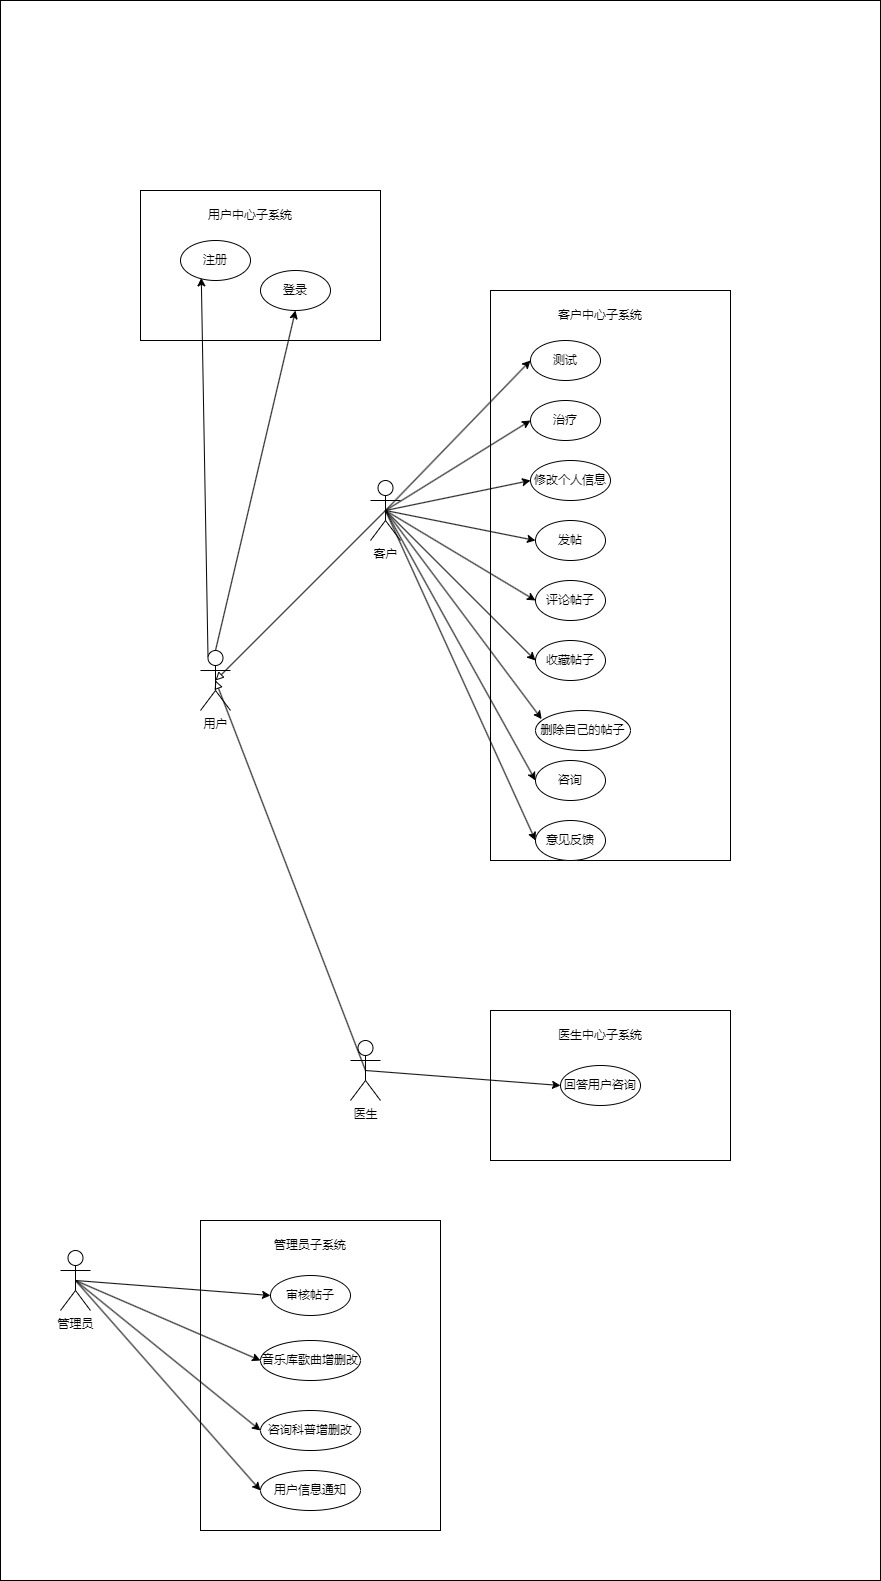 用户中心子系统
注册
登录
客户中心子系统
测试
治疗
修改个人信息
发帖
客户
评论帖子
收藏帖子
用户
删除自己的帖子
咨询
意见反馈
医生中心子系统
回答用户咨询
医生
管理员子系统
审核帖子
管理员
音乐库歌曲增删改
咨询科普增删改
用户信息通知